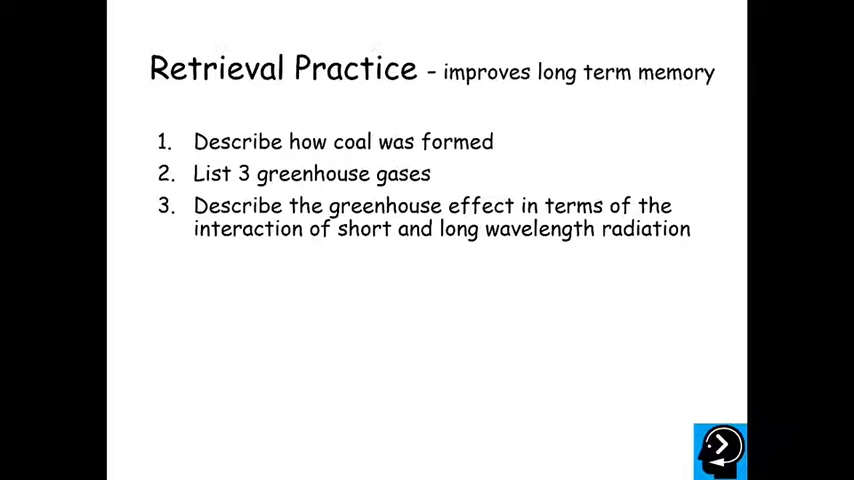 Retrieval Practice – improves long term memory
1. Describe how coal was formed
2. List 3 greenhouse gases
3. Describe the greenhouse effect in terms of the
interaction of short and long wavelength radiation